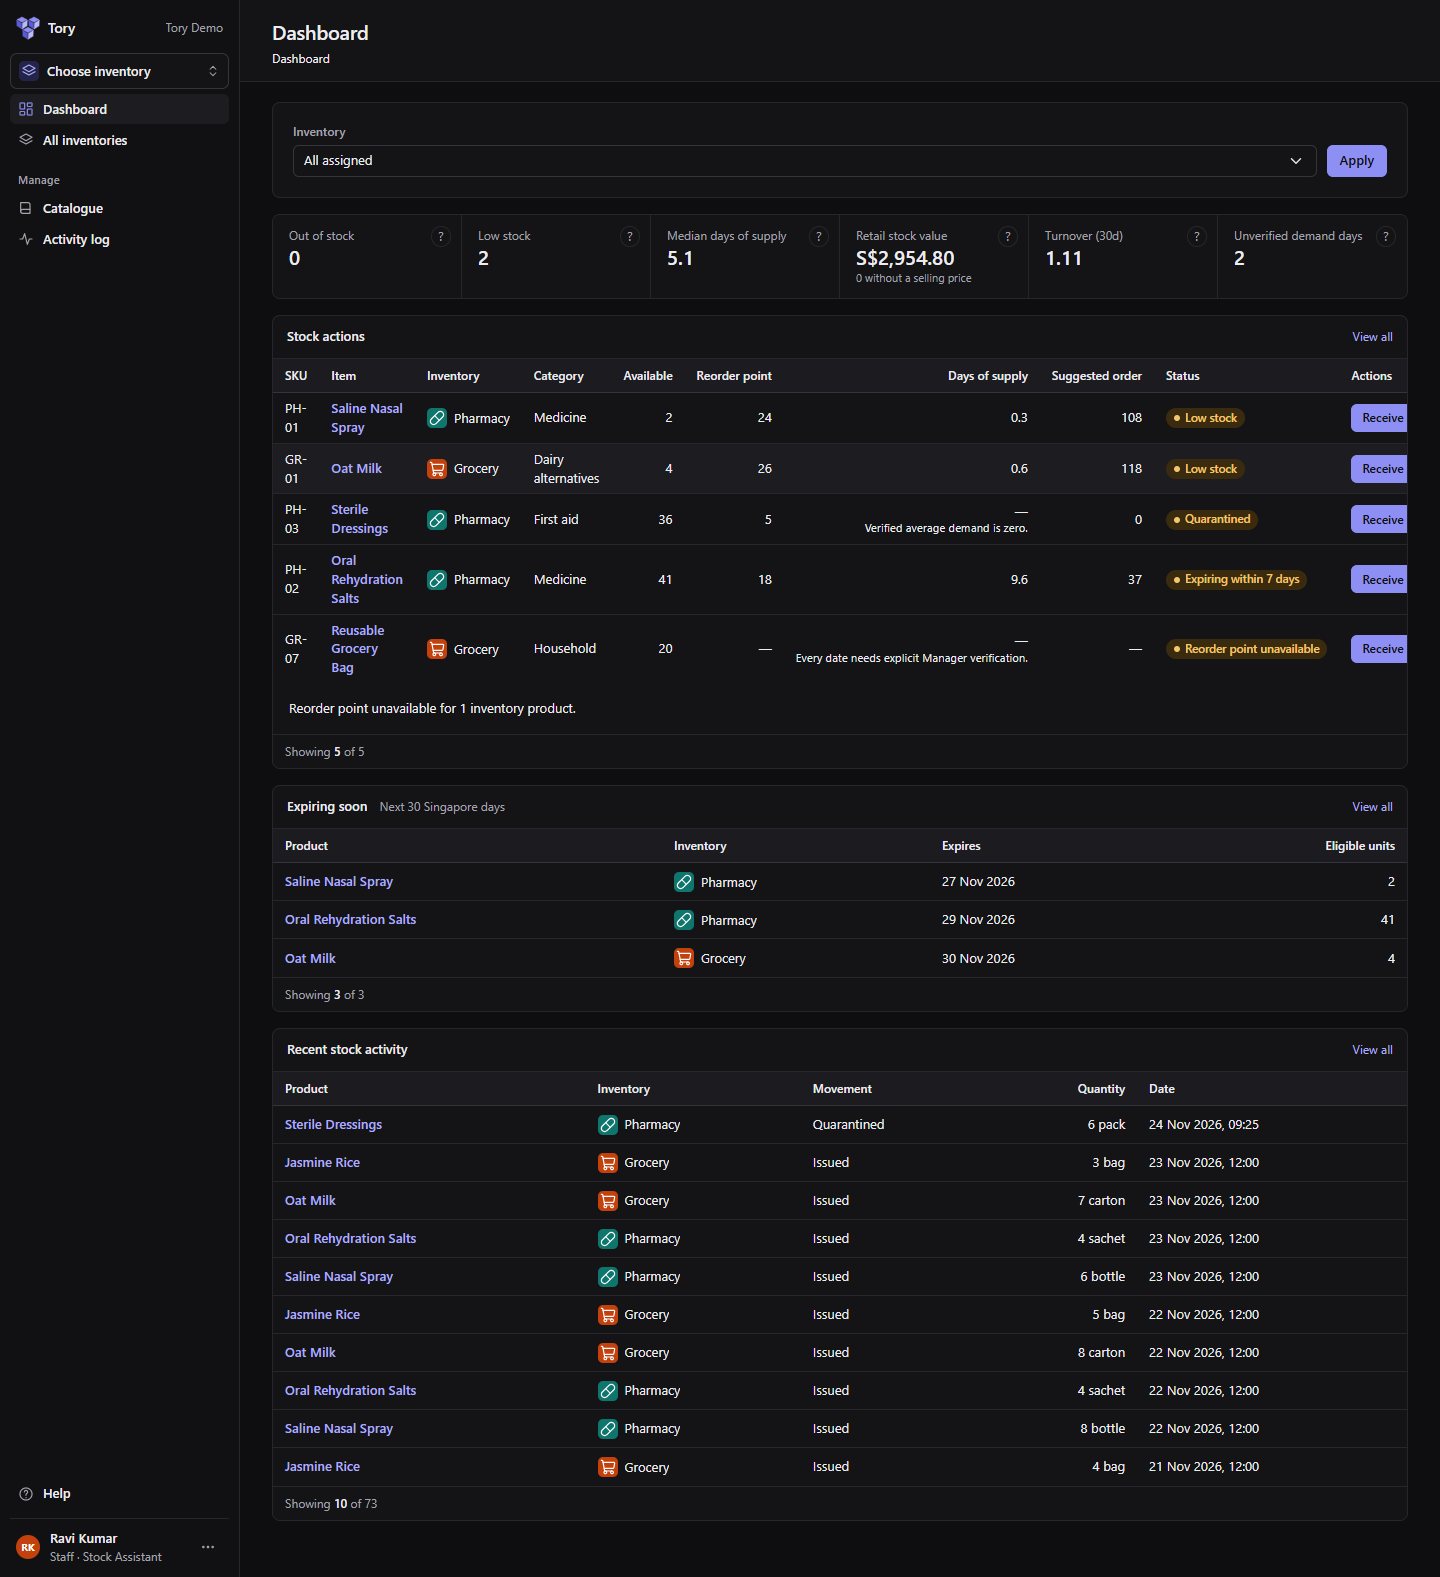 Tory
Tory Demo
Choose inventory
Dashboard
All inventories
Manage
Catalogue
Activity log
Help
RK
Ravi Kumar
Staff · Stock Assistant
Dashboard
Dashboard
Inventory
All assigned
Apply
Out of stock ?
0
Low stock ?
2
Median days of supply ?
5.1
Retail stock value ?
S$2,954.80
0 without a selling price
Turnover (30d) ?
1.11
Unverified demand days ?
2
Stock actions View all
SKU Item Inventory Category Available Reorder point Days of supply Suggested order Status Actions
PH-01 Saline Nasal Spray Pharmacy Medicine 2 24 0.3 108 Low stock Receive
GR-01 Oat Milk Grocery Dairy alternatives 4 26 0.6 118 Low stock Receive
PH-03 Sterile Dressings Pharmacy First aid 36 5 — Verified average demand is zero. 0 Quarantined Receive
PH-02 Oral Rehydration Salts Pharmacy Medicine 41 18 9.6 37 Expiring within 7 days Receive
GR-07 Reusable Grocery Bag Grocery Household 20 — — Every date needs explicit Manager verification. — Reorder point unavailable Receive
Reorder point unavailable for 1 inventory product.
Showing 5 of 5
Expiring soon Next 30 Singapore days View all
Product Inventory Expires Eligible units
Saline Nasal Spray Pharmacy 27 Nov 2026 2
Oral Rehydration Salts Pharmacy 29 Nov 2026 41
Oat Milk Grocery 30 Nov 2026 4
Showing 3 of 3
Recent stock activity View all
Product Inventory Movement Quantity Date
Sterile Dressings Pharmacy Quarantined 6 pack 24 Nov 2026, 09:25
Jasmine Rice Grocery Issued 3 bag 23 Nov 2026, 12:00
Oat Milk Grocery Issued 7 carton 23 Nov 2026, 12:00
Oral Rehydration Salts Pharmacy Issued 4 sachet 23 Nov 2026, 12:00
Saline Nasal Spray Pharmacy Issued 6 bottle 23 Nov 2026, 12:00
Jasmine Rice Grocery Issued 5 bag 22 Nov 2026, 12:00
Oat Milk Grocery Issued 8 carton 22 Nov 2026, 12:00
Oral Rehydration Salts Pharmacy Issued 4 sachet 22 Nov 2026, 12:00
Saline Nasal Spray Pharmacy Issued 8 bottle 22 Nov 2026, 12:00
Jasmine Rice Grocery Issued 4 bag 21 Nov 2026, 12:00
Showing 10 of 73